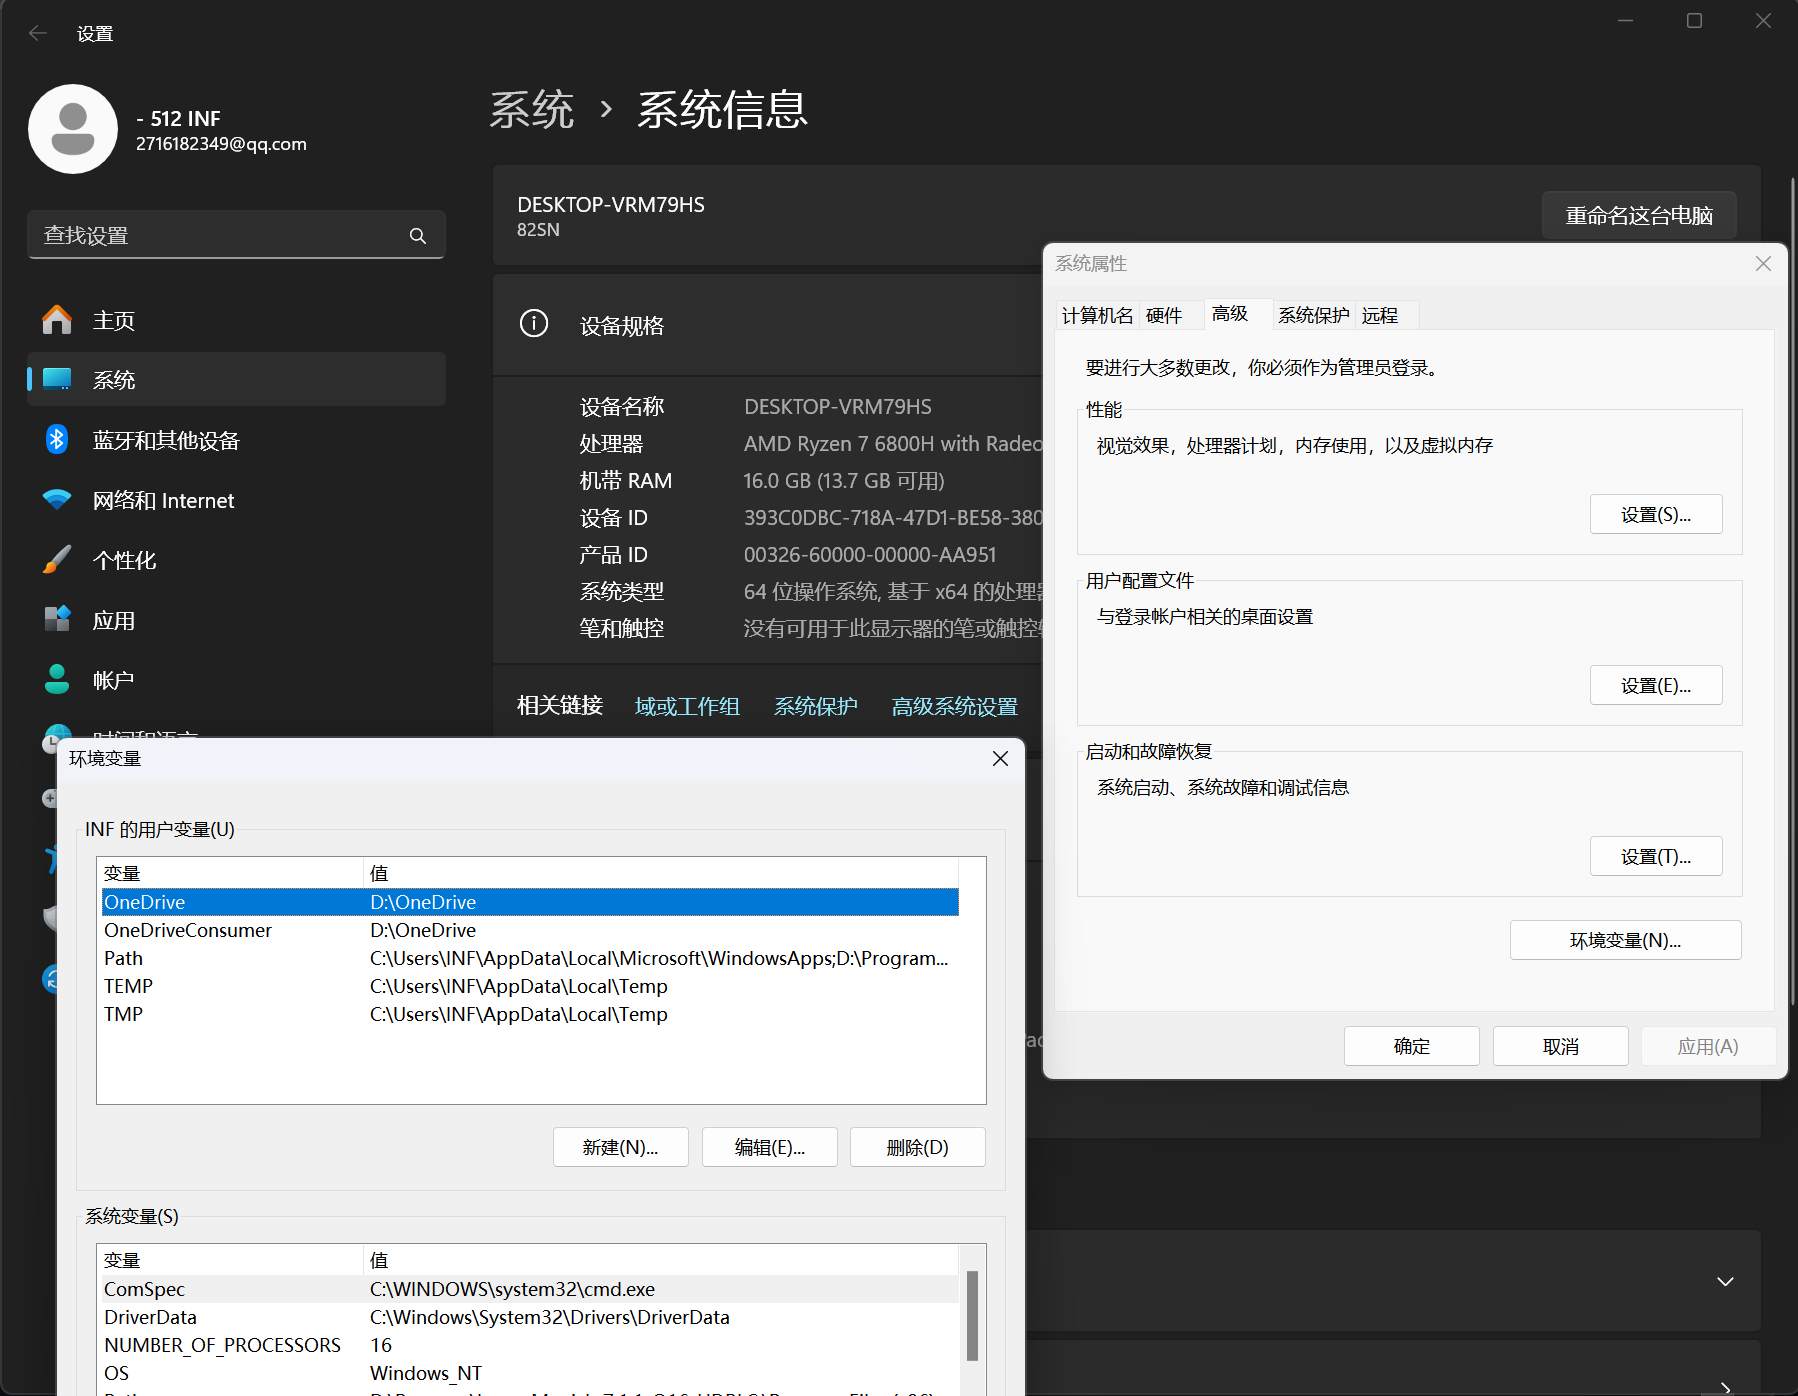 设置
- 512 INF
2716182349@qq.com
查找设置
主页
系统
蓝牙和其他设备
网络和 Internet
个性化
应用
帐户
系统 › 系统信息
DESKTOP-VRM79HS
82SN
重命名这台电脑
设备规格
设备名称 DESKTOP-VRM79HS
处理器 AMD Ryzen 7 6800H with Radeo
机带 RAM 16.0 GB (13.7 GB 可用)
设备 ID 393C0DBC-718A-47D1-BE58-380
产品 ID 00326-60000-00000-AA951
系统类型 64 位操作系统, 基于 x64 的处理器
笔和触控 没有可用于此显示器的笔或触控
相关链接 域或工作组 系统保护 高级系统设置
系统属性
计算机名 硬件 高级 系统保护 远程
要进行大多数更改，你必须作为管理员登录。
性能
视觉效果，处理器计划，内存使用，以及虚拟内存
设置(S)...
用户配置文件
与登录帐户相关的桌面设置
设置(E)...
启动和故障恢复
系统启动、系统故障和调试信息
设置(T)...
环境变量(N)...
确定 取消 应用(A)
环境变量
INF 的用户变量(U)
变量 值
OneDrive D:\OneDrive
OneDriveConsumer D:\OneDrive
Path C:\Users\INF\AppData\Local\Microsoft\WindowsApps;D:\Program...
TEMP C:\Users\INF\AppData\Local\Temp
TMP C:\Users\INF\AppData\Local\Temp
新建(N)... 编辑(E)... 删除(D)
系统变量(S)
变量 值
ComSpec C:\WINDOWS\system32\cmd.exe
DriverData C:\Windows\System32\Drivers\DriverData
NUMBER_OF_PROCESSORS 16
OS Windows_NT